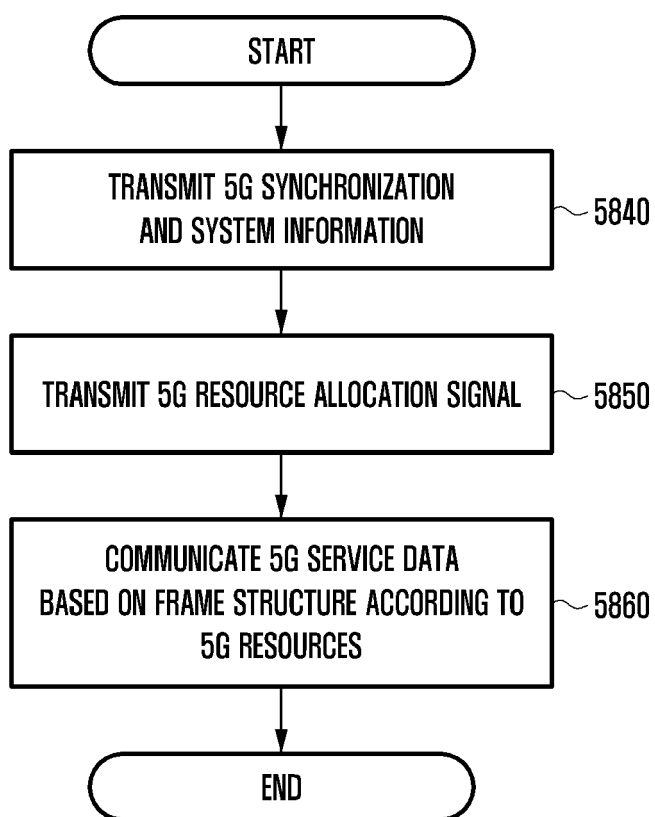 START
TRANSMIT 5G SYNCHRONIZATION
AND SYSTEM INFORMATION
5840
TRANSMIT 5G RESOURCE ALLOCATION SIGNAL
5850
COMMUNICATE 5G SERVICE DATA
BASED ON FRAME STRUCTURE ACCORDING TO
5G RESOURCES
5860
END